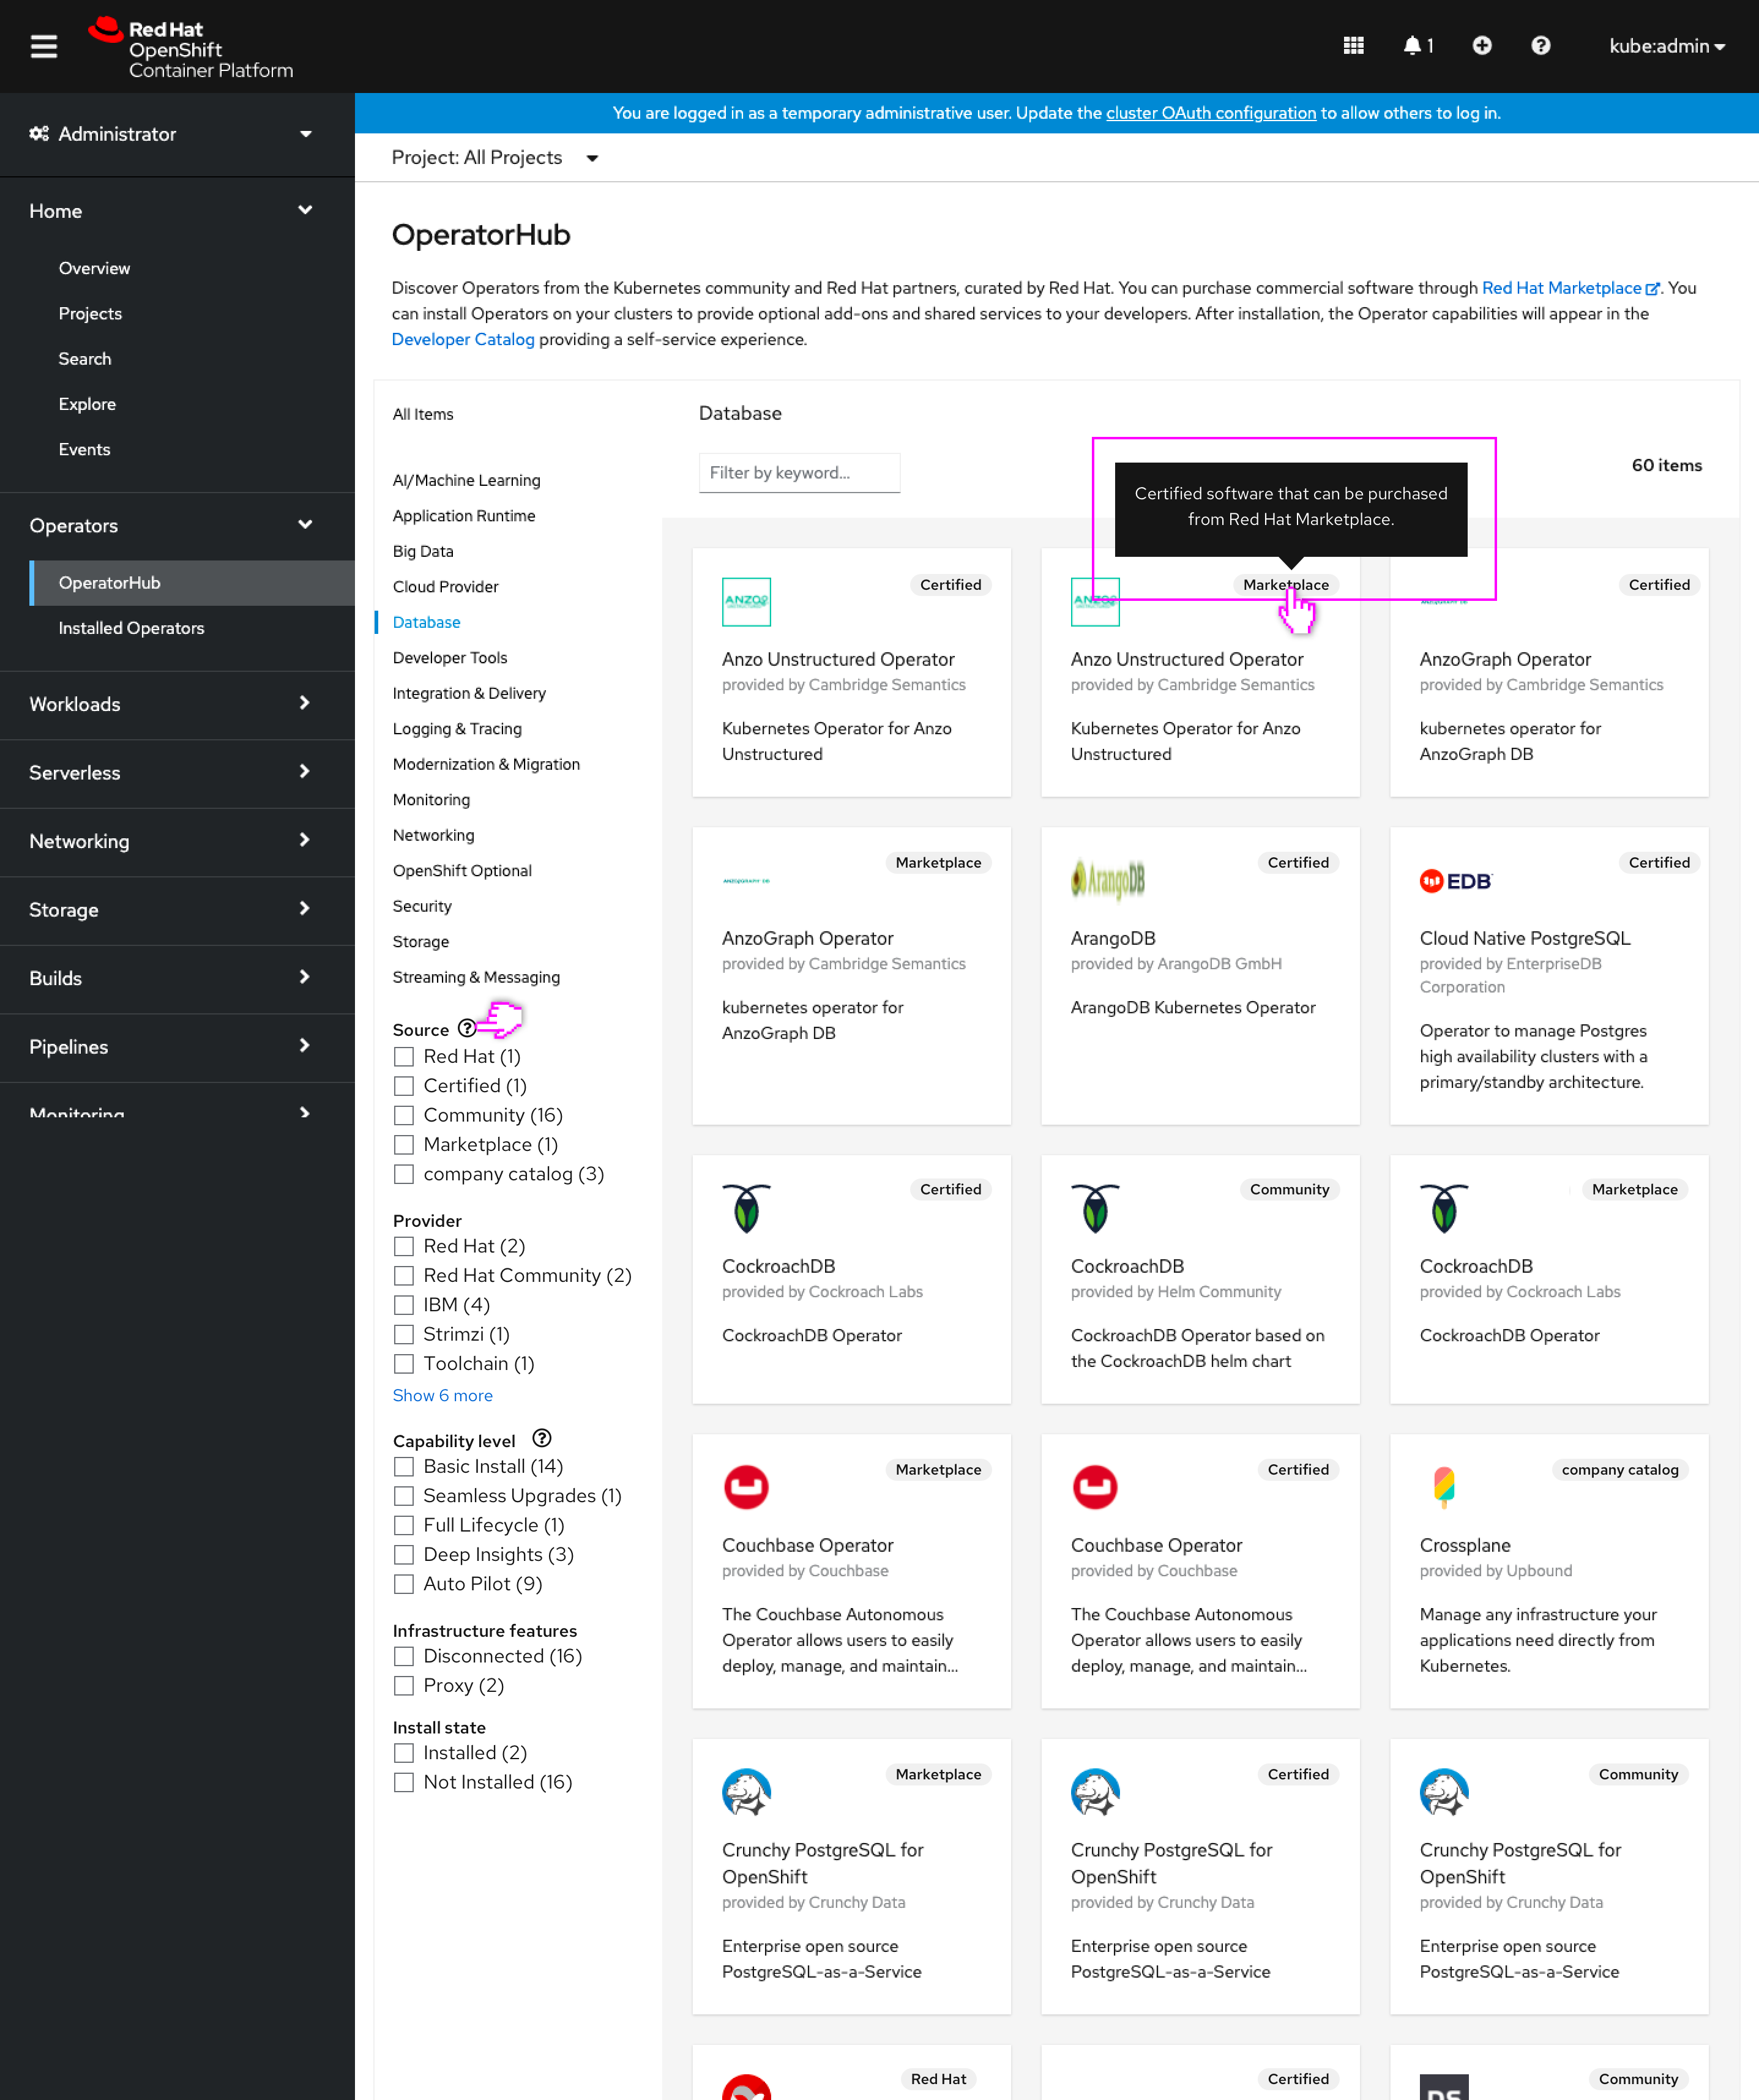 Red Hat
OpenShift
Container Platform
1
kube:admin
Administrator
Home
Overview
Projects
Search
Explore
Events
Operators
OperatorHub
Installed Operators
Workloads
Serverless
Networking
Storage
Builds
Pipelines
Monitoring
You are logged in as a temporary administrative user. Update the cluster OAuth configuration to allow others to log in.
Project: All Projects
OperatorHub
Discover Operators from the Kubernetes community and Red Hat partners, curated by Red Hat. You can purchase commercial software through Red Hat Marketplace. You
can install Operators on your clusters to provide optional add-ons and shared services to your developers. After installation, the Operator capabilities will appear in the
Developer Catalog providing a self-service experience.
All Items
AI/Machine Learning
Application Runtime
Big Data
Cloud Provider
Database
Developer Tools
Integration & Delivery
Logging & Tracing
Modernization & Migration
Monitoring
Networking
OpenShift Optional
Security
Storage
Streaming & Messaging
Source
Red Hat (1)
Certified (1)
Community (16)
Marketplace (1)
company catalog (3)
Provider
Red Hat (2)
Red Hat Community (2)
IBM (4)
Strimzi (1)
Toolchain (1)
Show 6 more
Capability level
Basic Install (14)
Seamless Upgrades (1)
Full Lifecycle (1)
Deep Insights (3)
Auto Pilot (9)
Infrastructure features
Disconnected (16)
Proxy (2)
Install state
Installed (2)
Not Installed (16)
Database
Filter by keyword...
60 items
Certified software that can be purchased
from Red Hat Marketplace.
ANZO
Certified
Anzo Unstructured Operator
provided by Cambridge Semantics
Kubernetes Operator for Anzo
Unstructured
ANZO
Marketplace
Anzo Unstructured Operator
provided by Cambridge Semantics
Kubernetes Operator for Anzo
Unstructured
Certified
AnzoGraph Operator
provided by Cambridge Semantics
kubernetes operator for
AnzoGraph DB
ANZOGRAPH DB
Marketplace
AnzoGraph Operator
provided by Cambridge Semantics
kubernetes operator for
AnzoGraph DB
ArangoDB
Certified
ArangoDB
provided by ArangoDB GmbH
ArangoDB Kubernetes Operator
EDB
Certified
Cloud Native PostgreSQL
provided by EnterpriseDB
Corporation
Operator to manage Postgres
high availability clusters with a
primary/standby architecture.
Certified
CockroachDB
provided by Cockroach Labs
CockroachDB Operator
Community
CockroachDB
provided by Helm Community
CockroachDB Operator based on
the CockroachDB helm chart
Marketplace
CockroachDB
provided by Cockroach Labs
CockroachDB Operator
Marketplace
Couchbase Operator
provided by Couchbase
The Couchbase Autonomous
Operator allows users to easily
deploy, manage, and maintain...
Certified
Couchbase Operator
provided by Couchbase
The Couchbase Autonomous
Operator allows users to easily
deploy, manage, and maintain...
company catalog
Crossplane
provided by Upbound
Manage any infrastructure your
applications need directly from
Kubernetes.
Marketplace
Crunchy PostgreSQL for
OpenShift
provided by Crunchy Data
Enterprise open source
PostgreSQL-as-a-Service
Certified
Crunchy PostgreSQL for
OpenShift
provided by Crunchy Data
Enterprise open source
PostgreSQL-as-a-Service
Community
Crunchy PostgreSQL for
OpenShift
provided by Crunchy Data
Enterprise open source
PostgreSQL-as-a-Service
Red Hat
Certified
DS
Community